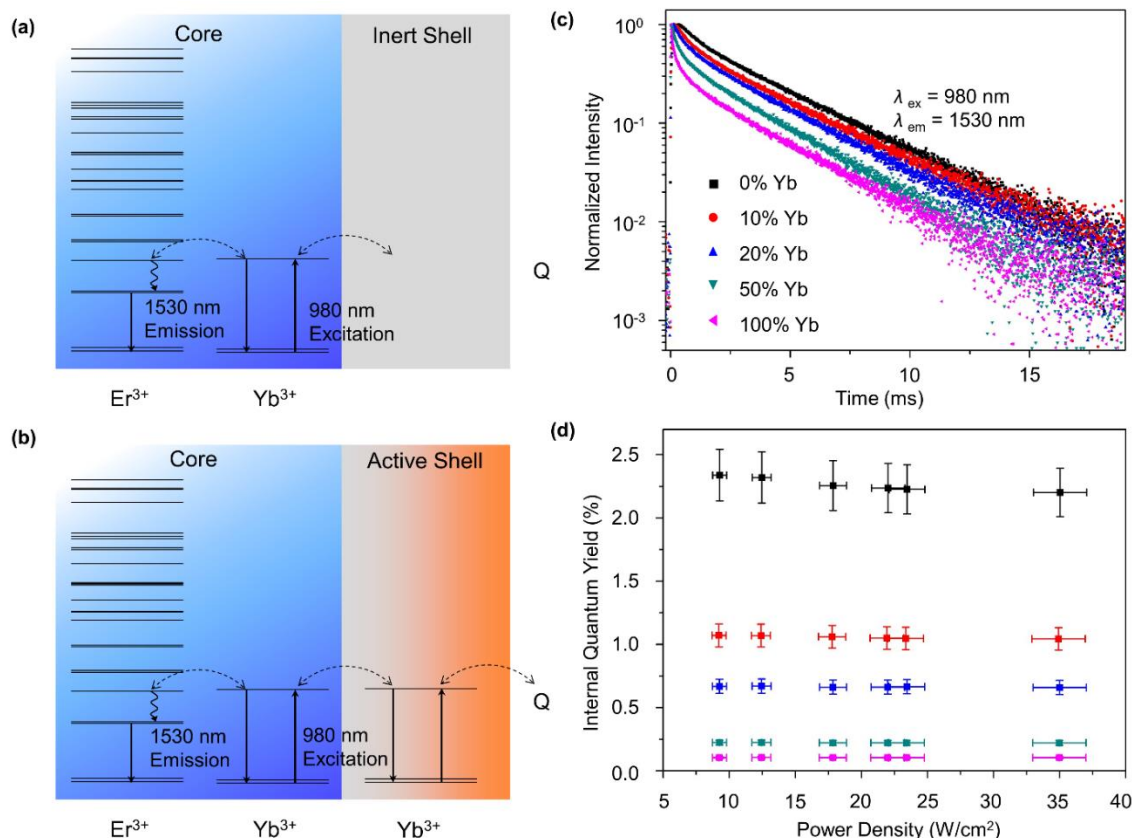 (a)
Core
Inert Shell
1530 nm
Emission
980 nm
Excitation
Q
Er³⁺
Yb³⁺
(b)
Core
Active Shell
1530 nm
Emission
980 nm
Excitation
Q
Er³⁺
Yb³⁺
Yb³⁺
(c)
Normalized Intensity
10⁰
10⁻¹
10⁻²
10⁻³
λ ex = 980 nm
λ em = 1530 nm
0% Yb
10% Yb
20% Yb
50% Yb
100% Yb
0
5
10
15
Time (ms)
(d)
Internal Quantum Yield (%)
2.5
2.0
1.5
1.0
0.5
0.0
5
10
15
20
25
30
35
40
Power Density (W/cm²)